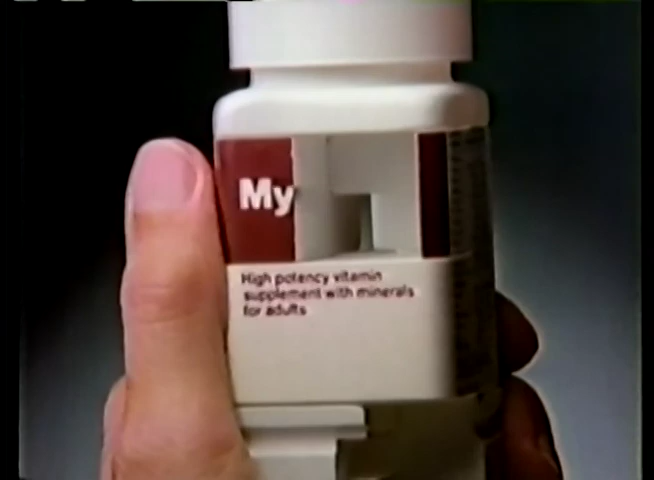 My
High potency vitamin
supplement with minerals
for adults